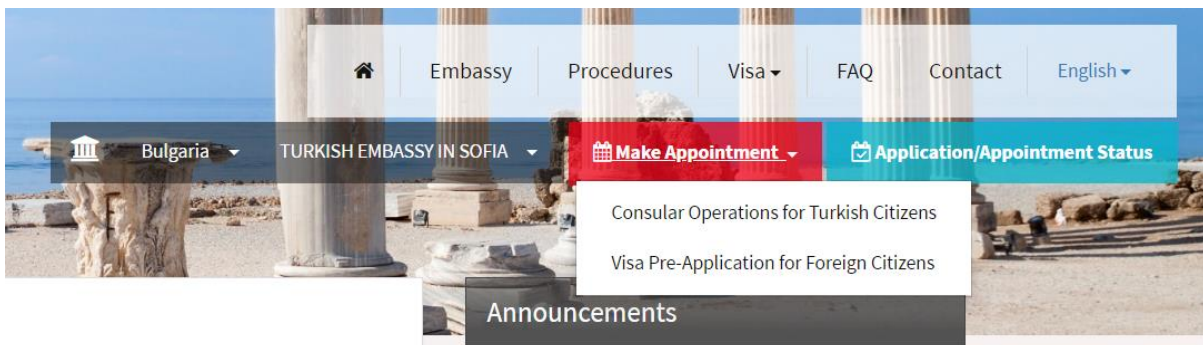 Embassy Procedures Visa FAQ Contact English
Bulgaria TURKISH EMBASSY IN SOFIA Make Appointment Application/Appointment Status
Consular Operations for Turkish Citizens
Visa Pre-Application for Foreign Citizens
Announcements